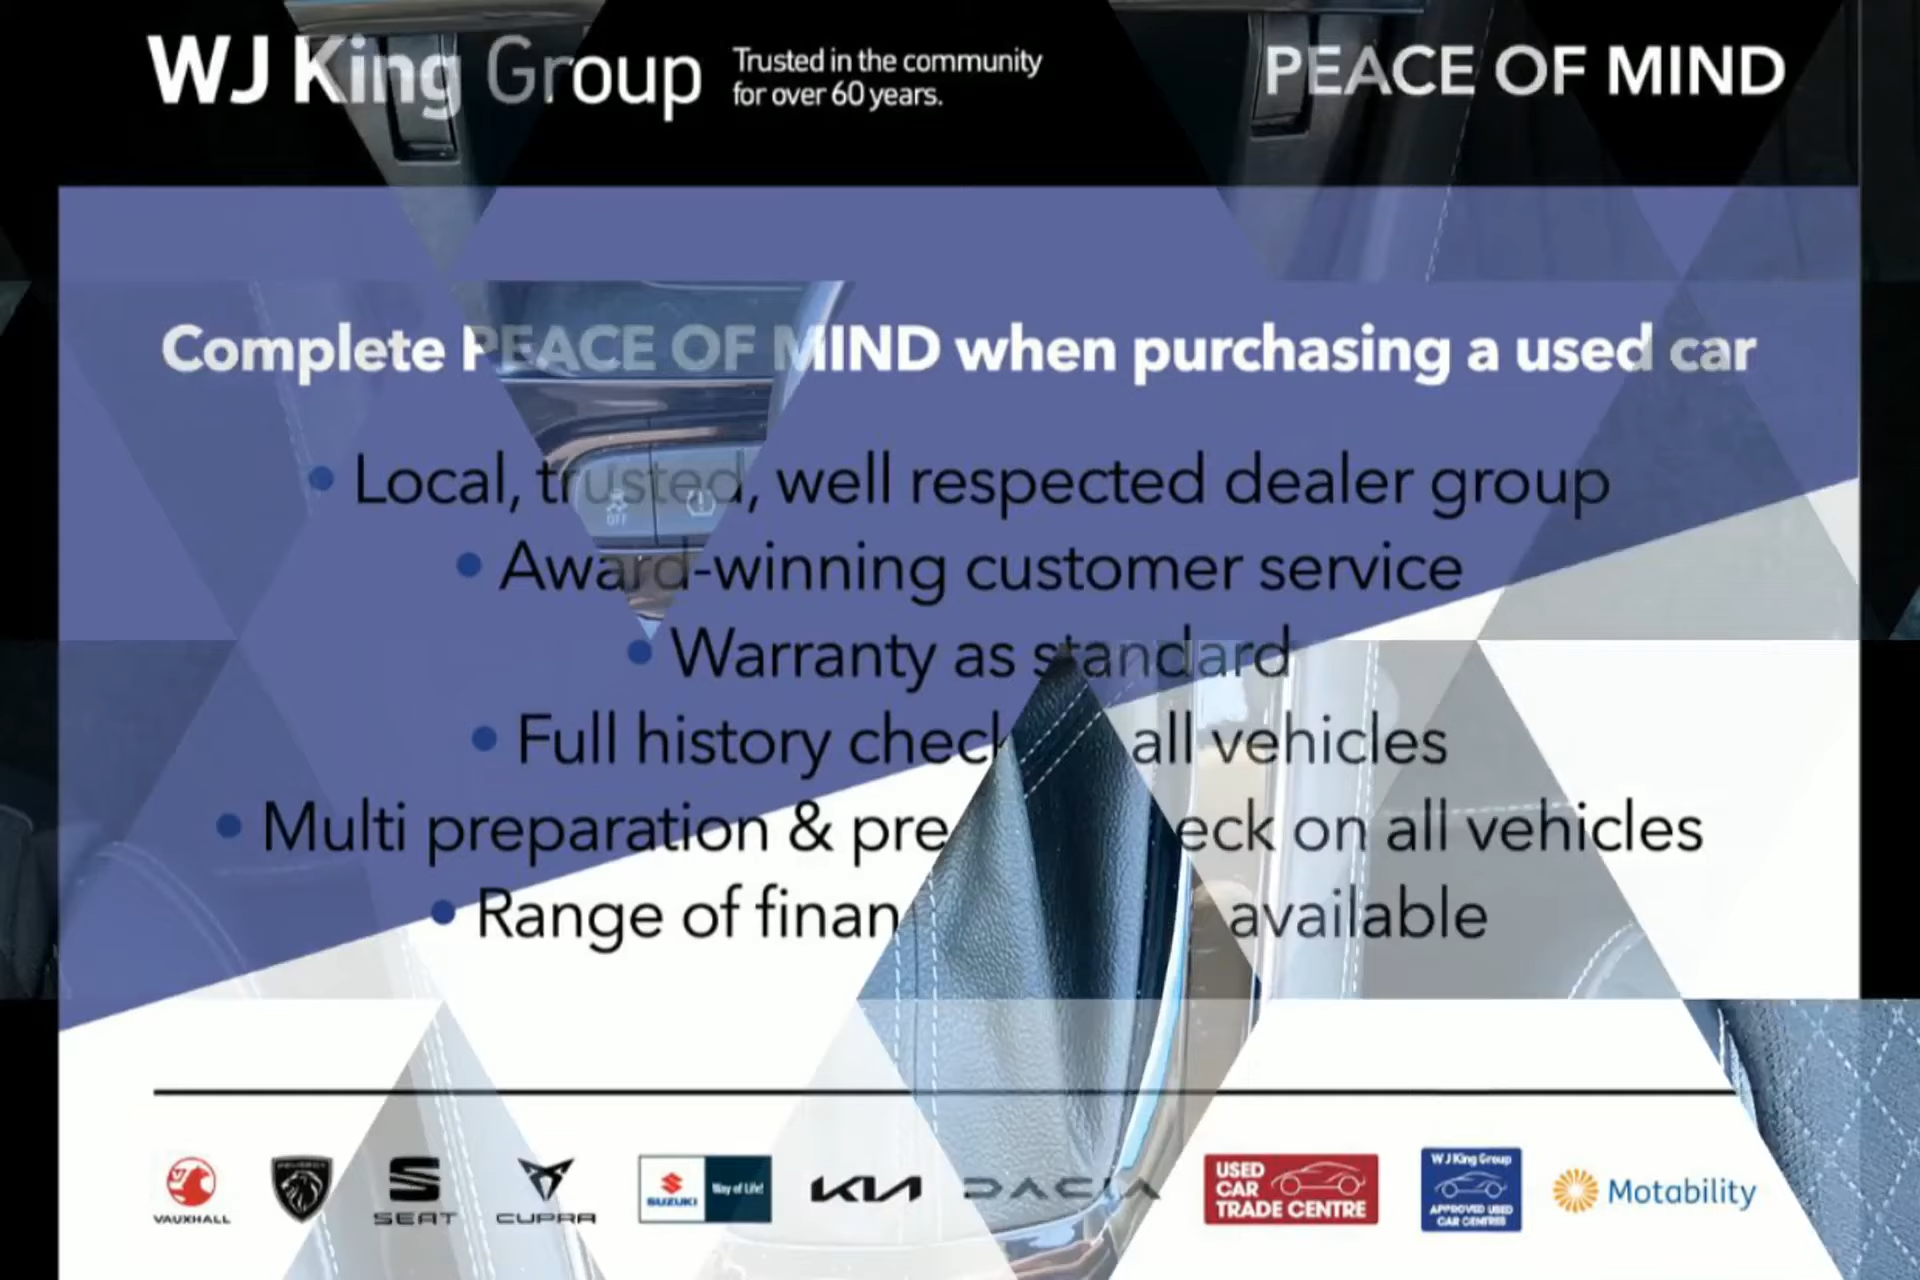 WJ King Group
Trusted in the community
for over 60 years.
PEACE OF MIND
Complete PEACE OF MIND when purchasing a used car
• Local, trusted, well respected dealer group
OFF
• Award-winning customer service
• Warranty as standard
• Full history check all vehicles
• Multi preparation & pre eck on all vehicles
• Range of finan available
VAUXHALL
PEUGEOT
SEAT
CUPRA
SUZUKI
Way of Life!
KIA
DACIA
USED
CAR
TRADE CENTRE
WJ King Group
APPROVED USED
CAR CENTRES
Motability